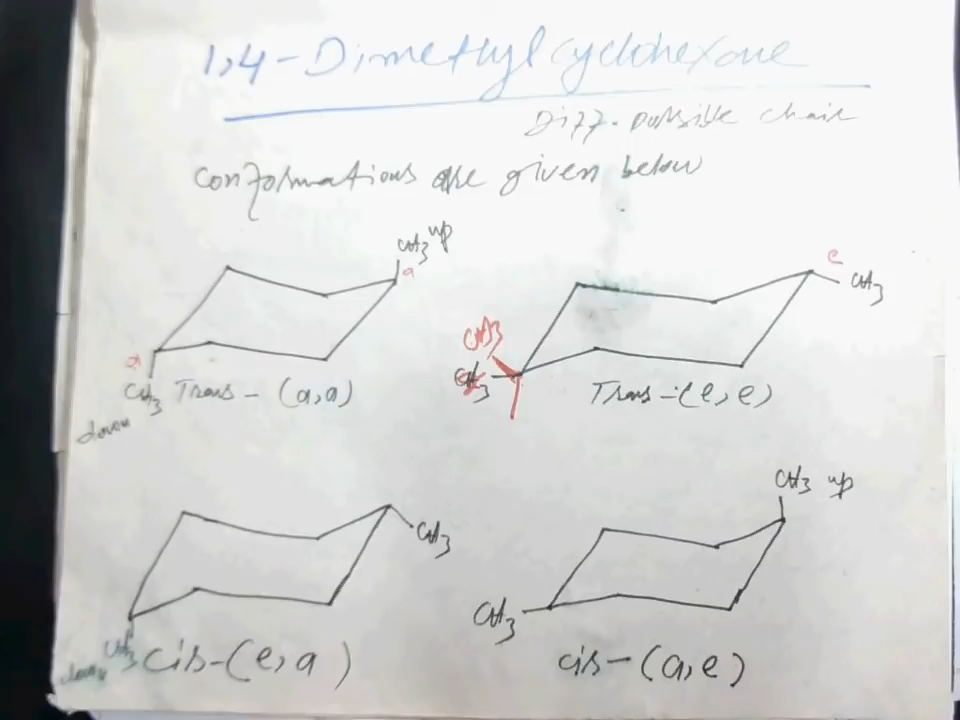 1,4-Dimethylcyclohexane
Diff. possible chair
conformations are given below
CH3 up
a
a
CH3
down
Trans - (a,a)
e
CH3
CH3
CH3
Trans -(e,e)
CH3
CH3
down
cis-(e,a)
CH3 up
CH3
cis-(a,e)